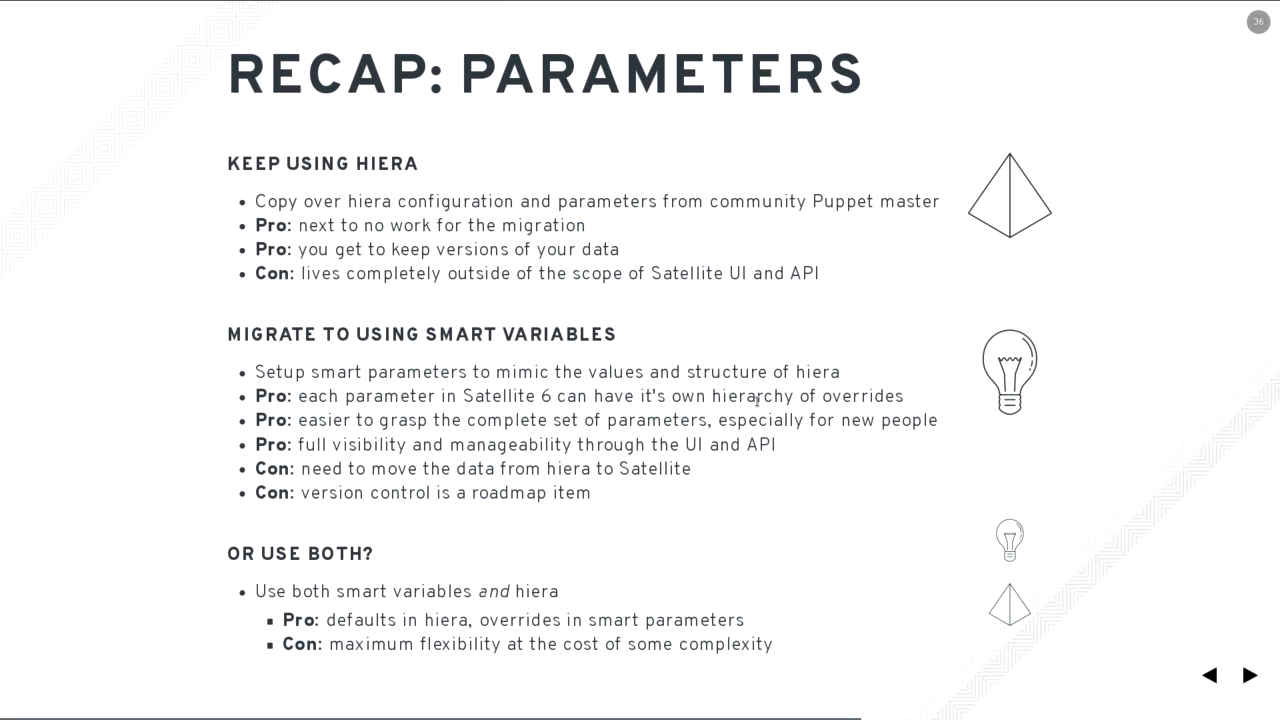 36
RECAP: PARAMETERS
KEEP USING HIERA
• Copy over hiera configuration and parameters from community Puppet master
• Pro: next to no work for the migration
• Pro: you get to keep versions of your data
• Con: lives completely outside of the scope of Satellite UI and API
MIGRATE TO USING SMART VARIABLES
• Setup smart parameters to mimic the values and structure of hiera
• Pro: each parameter in Satellite 6 can have it's own hierarchy of overrides
• Pro: easier to grasp the complete set of parameters, especially for new people
• Pro: full visibility and manageability through the UI and API
• Con: need to move the data from hiera to Satellite
• Con: version control is a roadmap item
OR USE BOTH?
• Use both smart variables and hiera
▪ Pro: defaults in hiera, overrides in smart parameters
▪ Con: maximum flexibility at the cost of some complexity